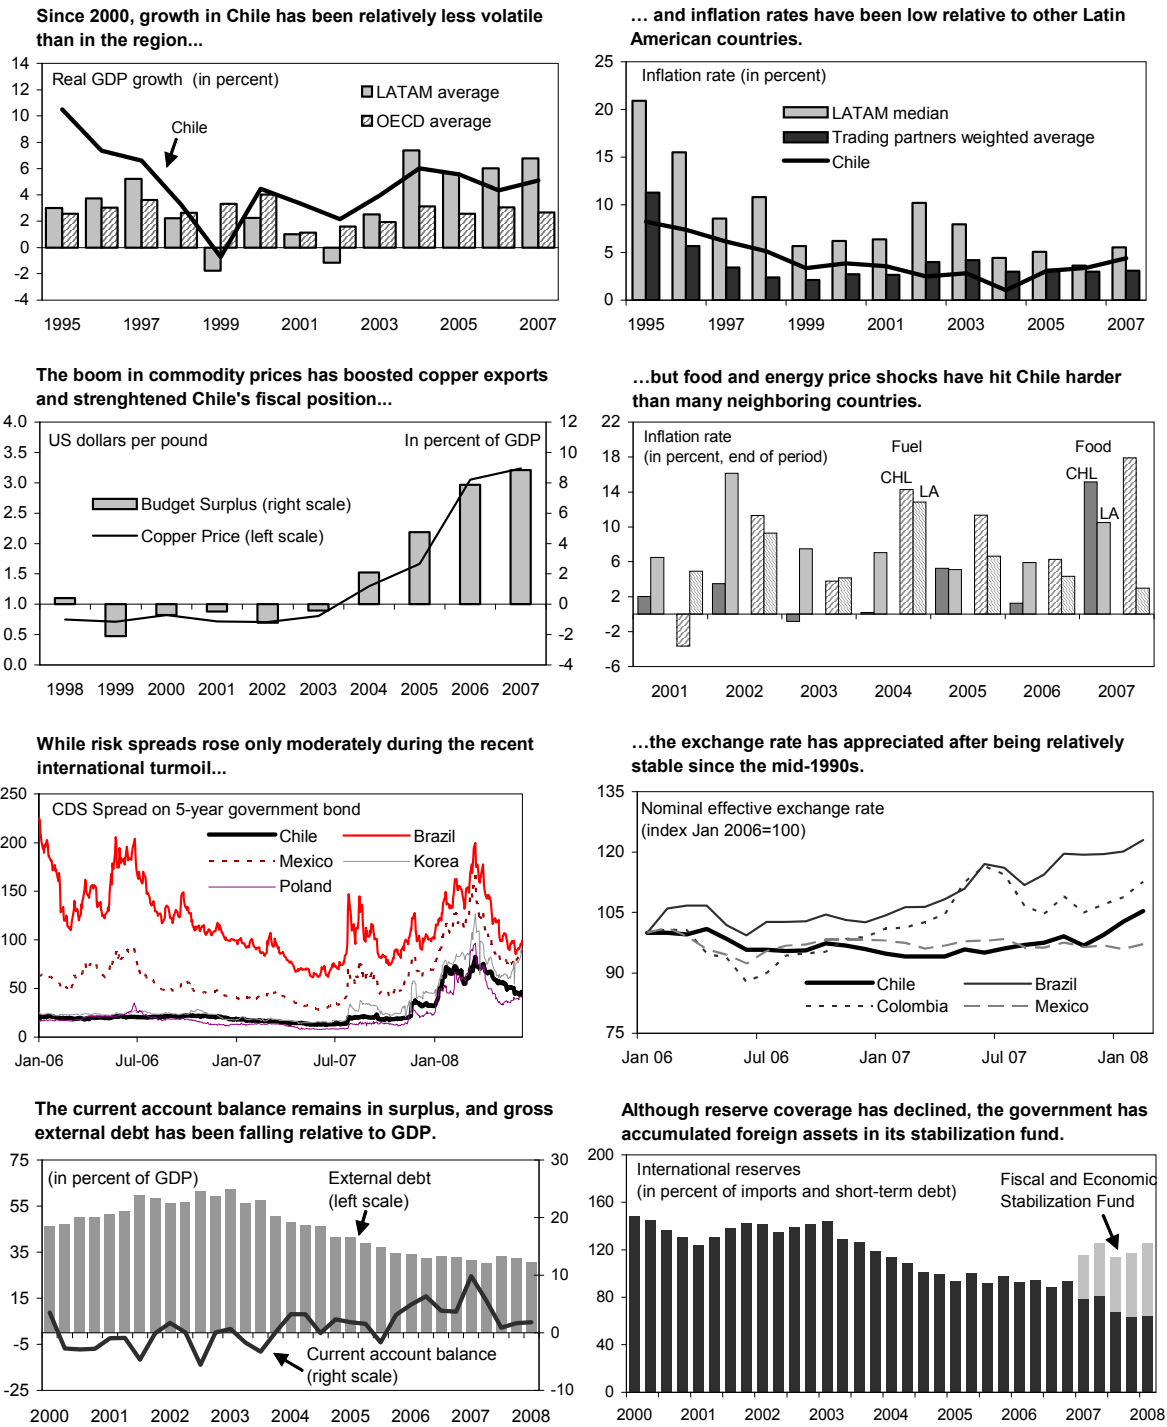 Since 2000, growth in Chile has been relatively less volatile
than in the region...
14
12
10
8
6
4
2
0
-2
-4
Real GDP growth  (in percent)
LATAM average
OECD average
Chile
1995 1997 1999 2001 2003 2005 2007
… and inflation rates have been low relative to other Latin
American countries.
25
20
15
10
5
0
Inflation rate (in percent)
LATAM median
Trading partners weighted average
Chile
1995 1997 1999 2001 2003 2005 2007
The boom in commodity prices has boosted copper exports
and strenghtened Chile's fiscal position...
4.0
3.5
3.0
2.5
2.0
1.5
1.0
0.5
0.0
US dollars per pound
In percent of GDP
Budget Surplus (right scale)
Copper Price (left scale)
12
10
8
6
4
2
0
-2
-4
1998 1999 2000 2001 2002 2003 2004 2005 2006 2007
...but food and energy price shocks have hit Chile harder
than many neighboring countries.
22
18
14
10
6
2
-2
-6
Inflation rate
(in percent, end of period)
Fuel
CHL
LA
Food
CHL
LA
2001 2002 2003 2004 2005 2006 2007
While risk spreads rose only moderately during the recent
international turmoil...
250
200
150
100
50
0
CDS Spread on 5-year government bond
Chile
Brazil
Mexico
Korea
Poland
Jan-06 Jul-06 Jan-07 Jul-07 Jan-08
...the exchange rate has appreciated after being relatively
stable since the mid-1990s.
135
120
105
90
75
Nominal effective exchange rate
(index Jan 2006=100)
Chile
Brazil
Colombia
Mexico
Jan 06 Jul 06 Jan 07 Jul 07 Jan 08
The current account balance remains in surplus, and gross
external debt has been falling relative to GDP.
75
55
35
15
-5
-25
(in percent of GDP)
External debt
(left scale)
Current account balance
(right scale)
30
20
10
0
-10
2000 2001 2002 2003 2004 2005 2006 2007 2008
Although reserve coverage has declined, the government has
accumulated foreign assets in its stabilization fund.
200
160
120
80
40
0
International reserves
(in percent of imports and short-term debt)
Fiscal and Economic
Stabilization Fund
2000 2001 2002 2003 2004 2005 2006 2007 2008